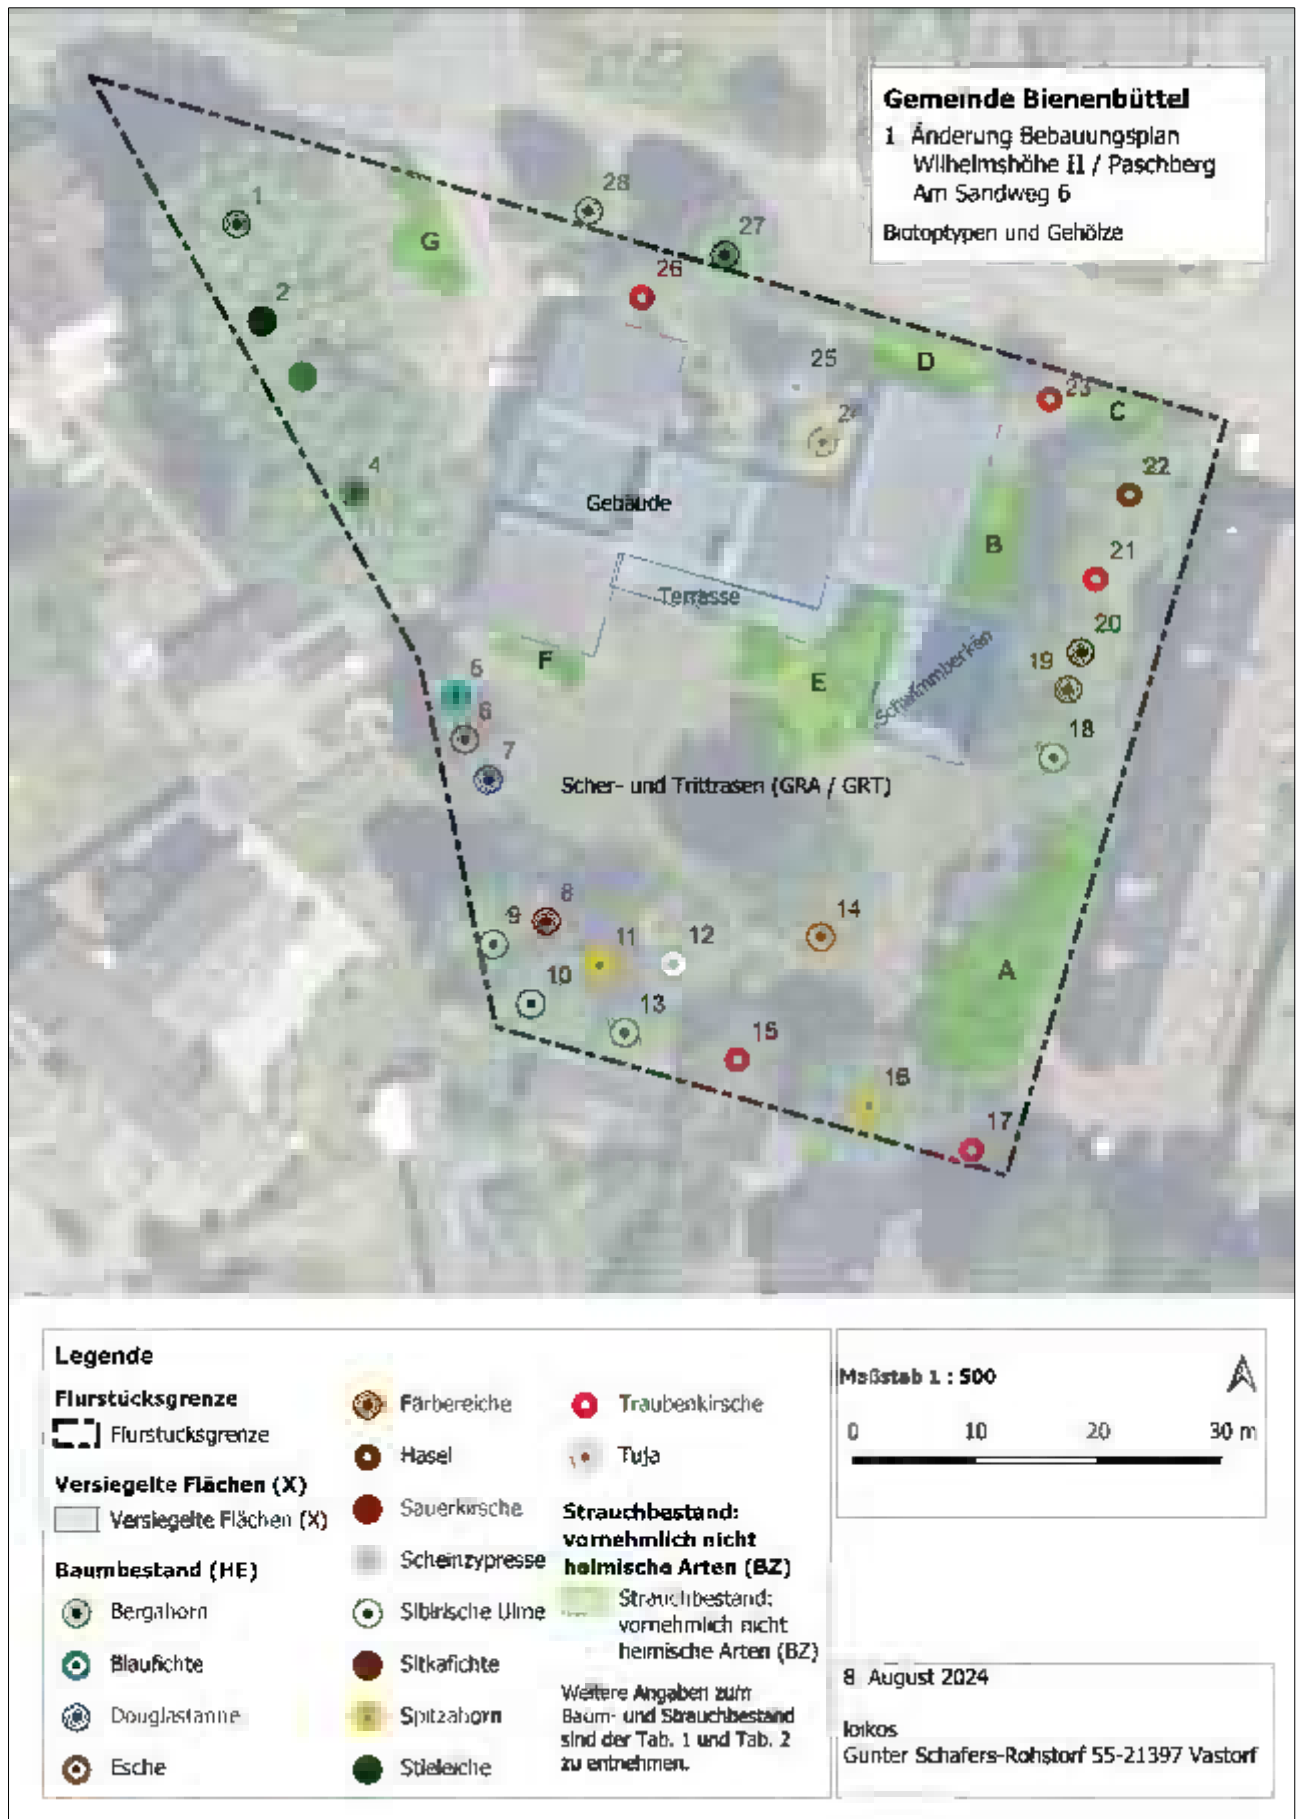 Gemeinde Bienenbüttel
1 Änderung Bebauungsplan
Wilhelmshöhe II / Paschberg
Am Sandweg 6
Biotoptypen und Gehölze
1
2
4
5
6
7
8
9
10
11
12
13
14
15
16
17
18
19
20
21
22
23
24
25
26
27
28
G
D
C
B
F
E
A
Gebäude
Terrasse
Schwimmbecken
Scher- und Trittrasen (GRA / GRT)
Legende
Flurstücksgrenze
Flurstucksgrenze
Versiegelte Flächen (X)
Versiegelte Flächen (X)
Baumbestand (HE)
Bergahorn
Blaufichte
Douglastanne
Esche
Färbereiche
Hasel
Sauerkirsche
Scheinzypresse
Sibirische Ulme
Sitkafichte
Spitzahorn
Stieleiche
Traubenkirsche
Tuja
Strauchbestand:
vornehmlich nicht
heimische Arten (BZ)
Strauchbestand:
vornehmlich nicht
heimische Arten (BZ)
Weitere Angaben zum
Baum- und Strauchbestand
sind der Tab. 1 und Tab. 2
zu entnehmen.
Maßstab 1 : 500
0 10 20 30 m
8 August 2024
loikos
Gunter Schafers-Rohstorf 55-21397 Vastorf